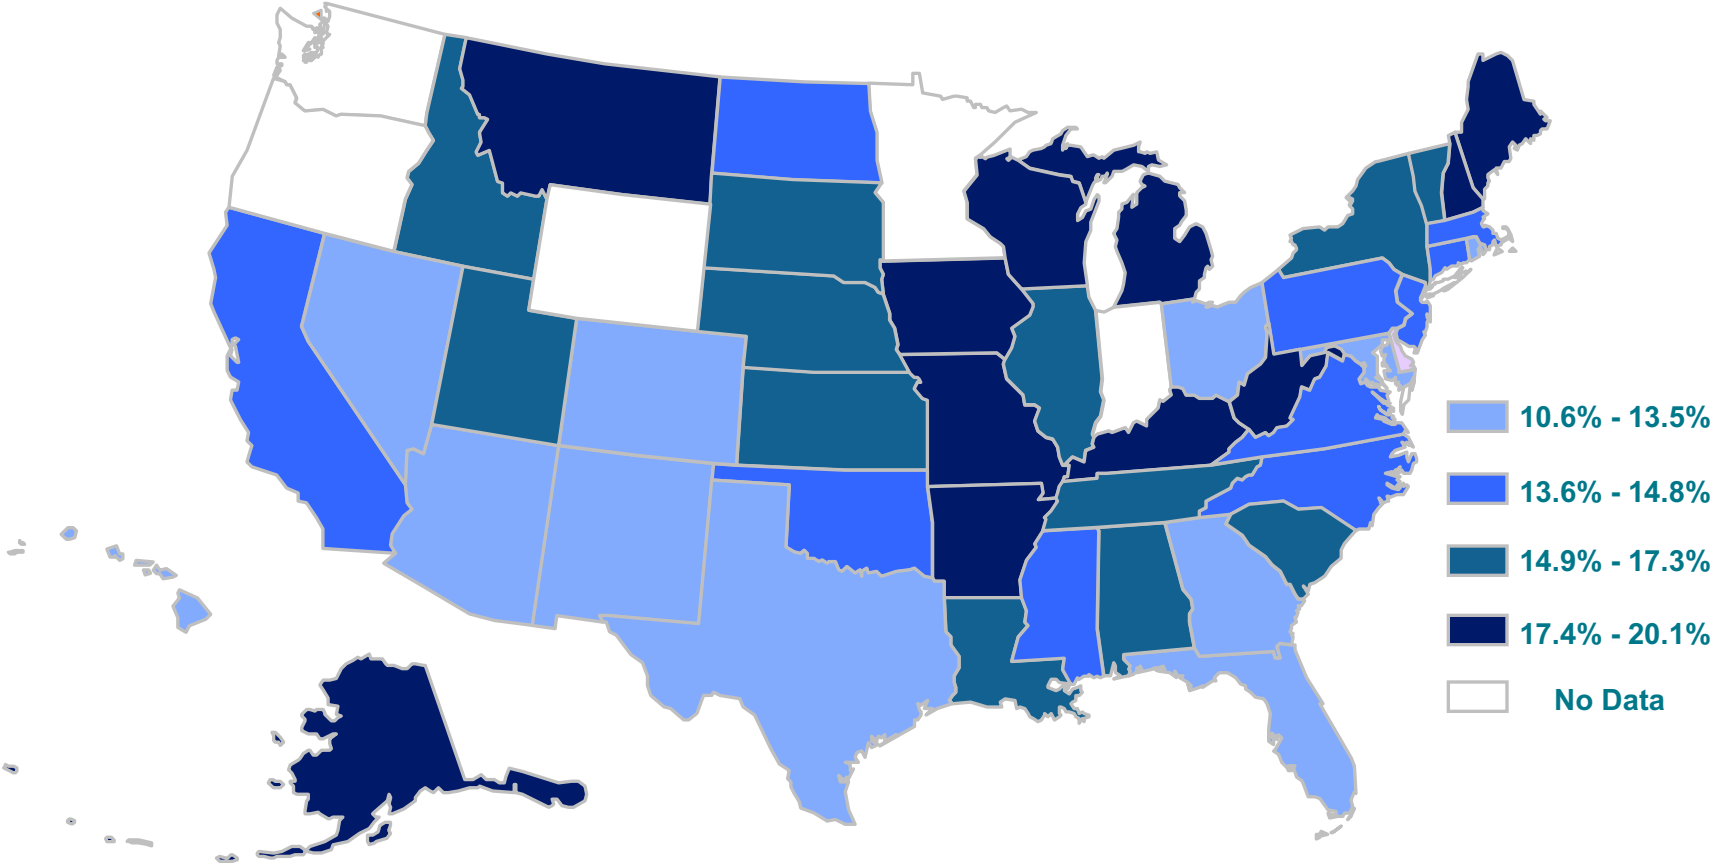 10.6% - 13.5%
13.6% - 14.8%
14.9% - 17.3%
17.4% - 20.1%
No Data